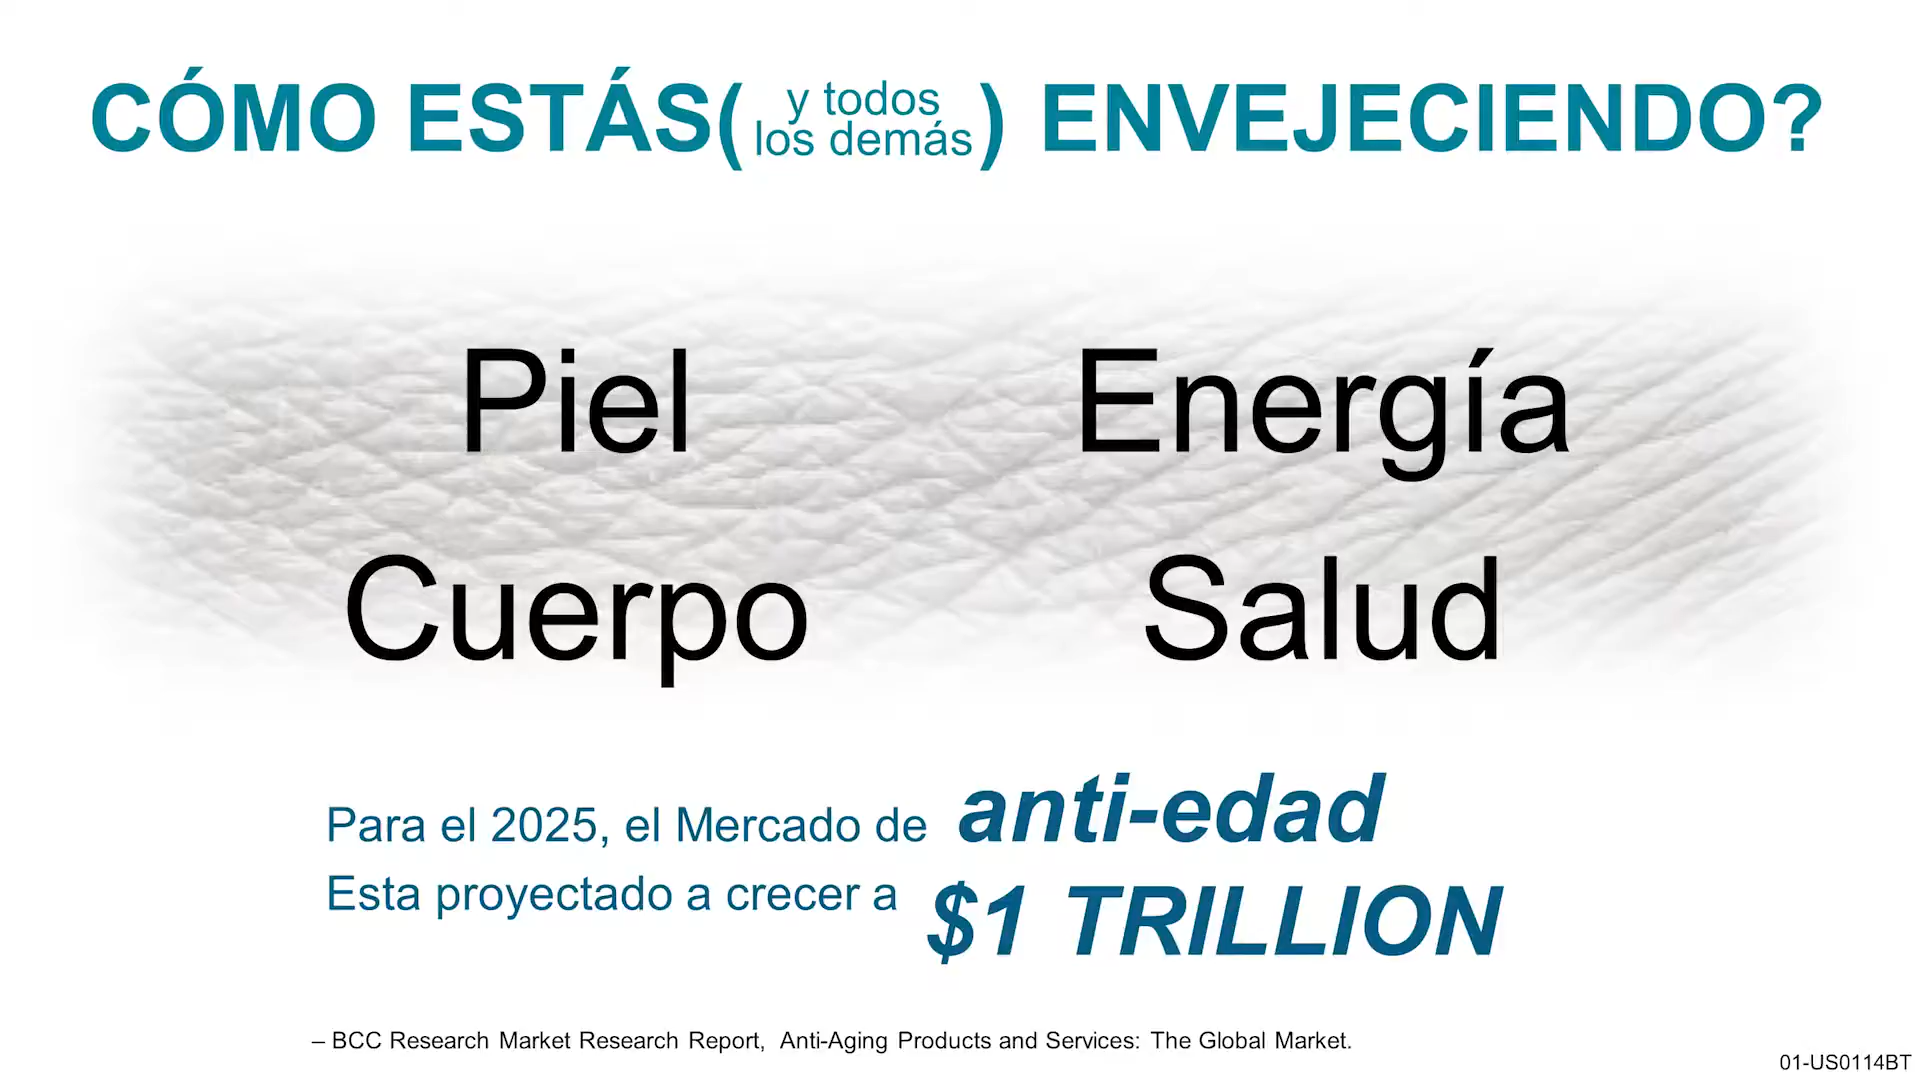 CÓMO ESTÁS( y todos los demás ) ENVEJECIENDO?
Piel
Energía
Cuerpo
Salud
Para el 2025, el Mercado de anti-edad
Esta proyectado a crecer a $1 TRILLION
– BCC Research Market Research Report, Anti-Aging Products and Services: The Global Market.
01-US0114BT